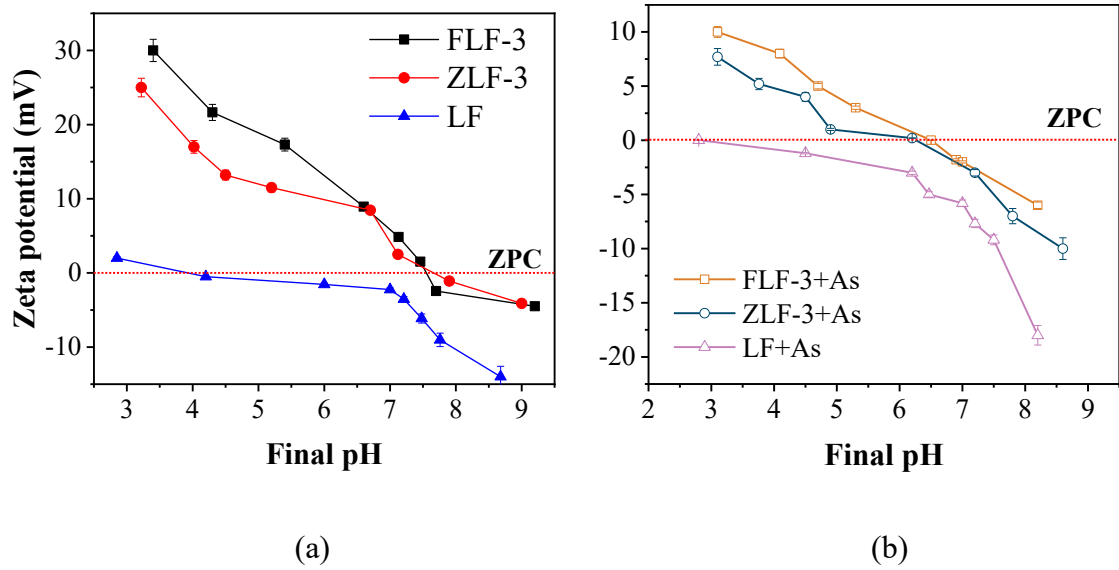 (a)
FLF-3
ZLF-3
LF
30
20
10
0
-10
ZPC
Zeta potential (mV)
3 4 5 6 7 8 9
Final pH
(b)
10
5
0
-5
-10
-15
-20
ZPC
FLF-3+As
ZLF-3+As
LF+As
2 3 4 5 6 7 8 9
Final pH
(a)
(b)